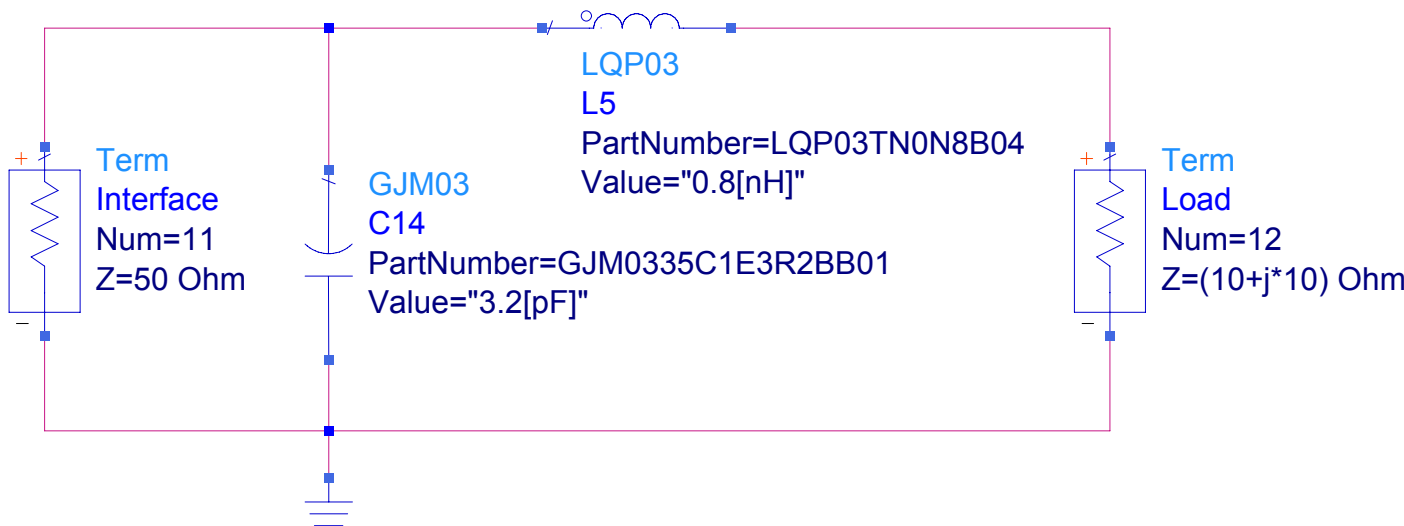 LQP03
L5
PartNumber=LQP03TN0N8B04
Value="0.8[nH]"
+
Term
Interface
Num=11
Z=50 Ohm
−
GJM03
C14
PartNumber=GJM0335C1E3R2BB01
Value="3.2[pF]"
+
Term
Load
Num=12
Z=(10+j*10) Ohm
−